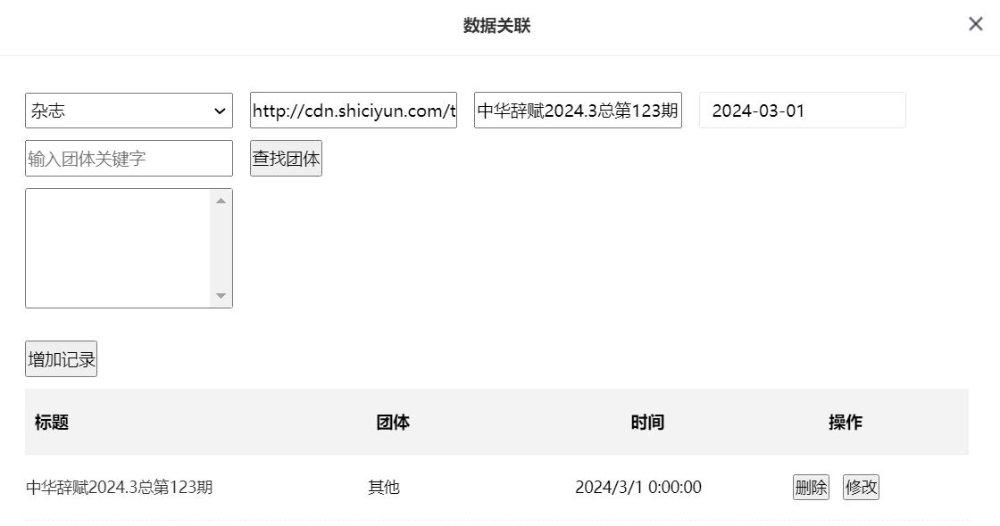 数据关联
杂志 http://cdn.shiciyun.com/t 中华辞赋2024.3总第123期 2024-03-01
输入团体关键字 查找团体
增加记录
标题 团体 时间 操作
中华辞赋2024.3总第123期 其他 2024/3/1 0:00:00 删除 修改